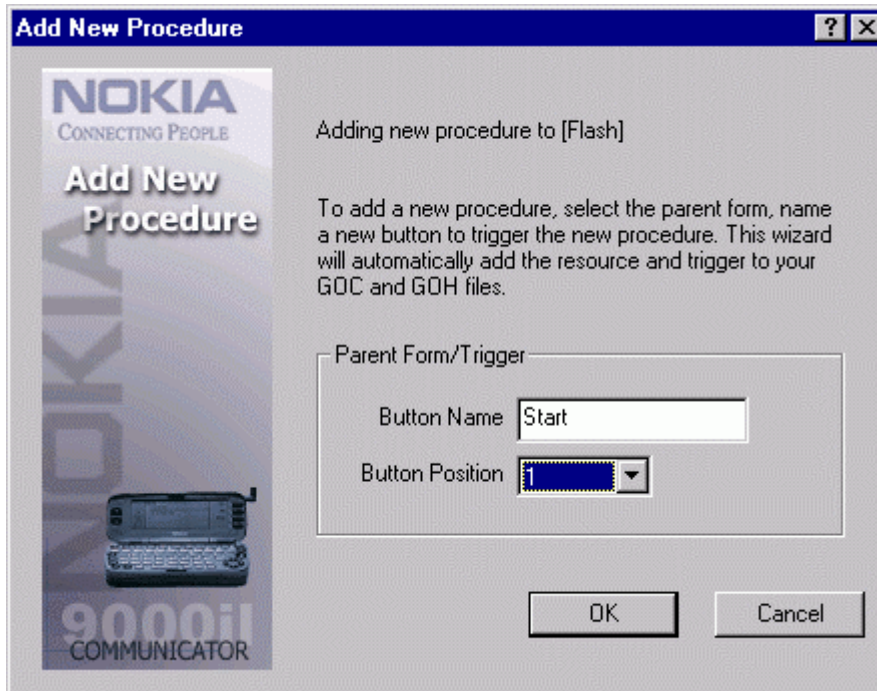 Add New Procedure
NOKIA
CONNECTING PEOPLE
Add New
Procedure
NOKIA
9000il
COMMUNICATOR
Adding new procedure to [Flash]
To add a new procedure, select the parent form, name
a new button to trigger the new procedure. This wizard
will automatically add the resource and trigger to your
GOC and GOH files.
Parent Form/Trigger
Button Name Start
Button Position 1
OK Cancel